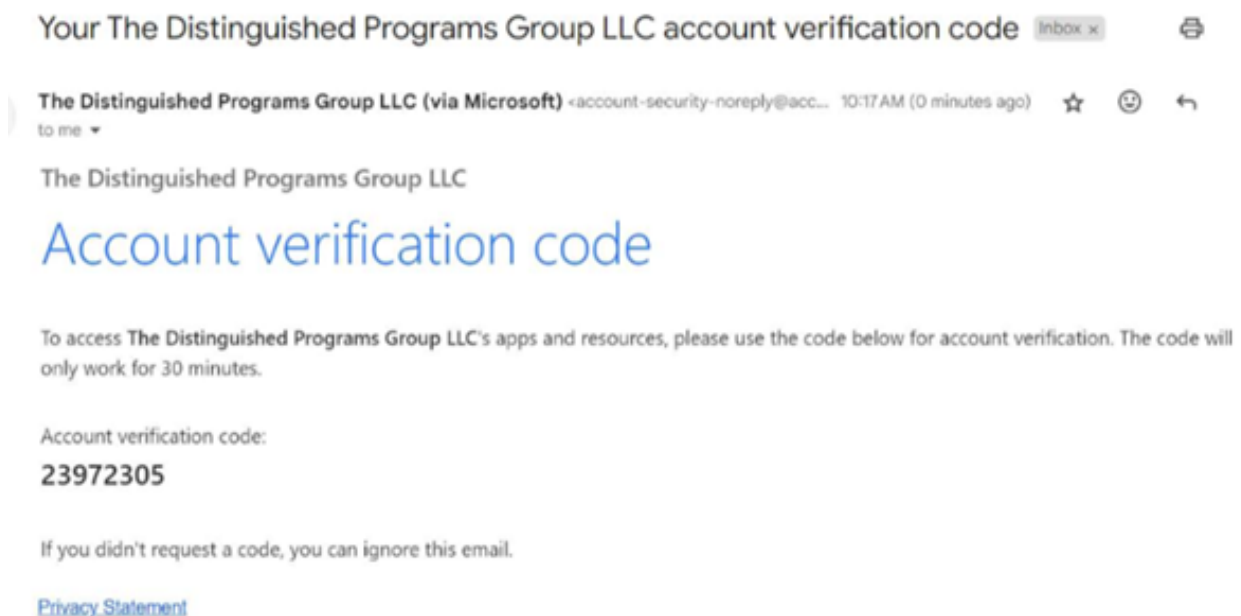 Your The Distinguished Programs Group LLC account verification code Inbox ×
The Distinguished Programs Group LLC (via Microsoft) <account-security-noreply@acc... 10:17 AM (0 minutes ago)
to me
The Distinguished Programs Group LLC
Account verification code
To access The Distinguished Programs Group LLC's apps and resources, please use the code below for account verification. The code will
only work for 30 minutes.
Account verification code:
23972305
If you didn't request a code, you can ignore this email.
Privacy Statement